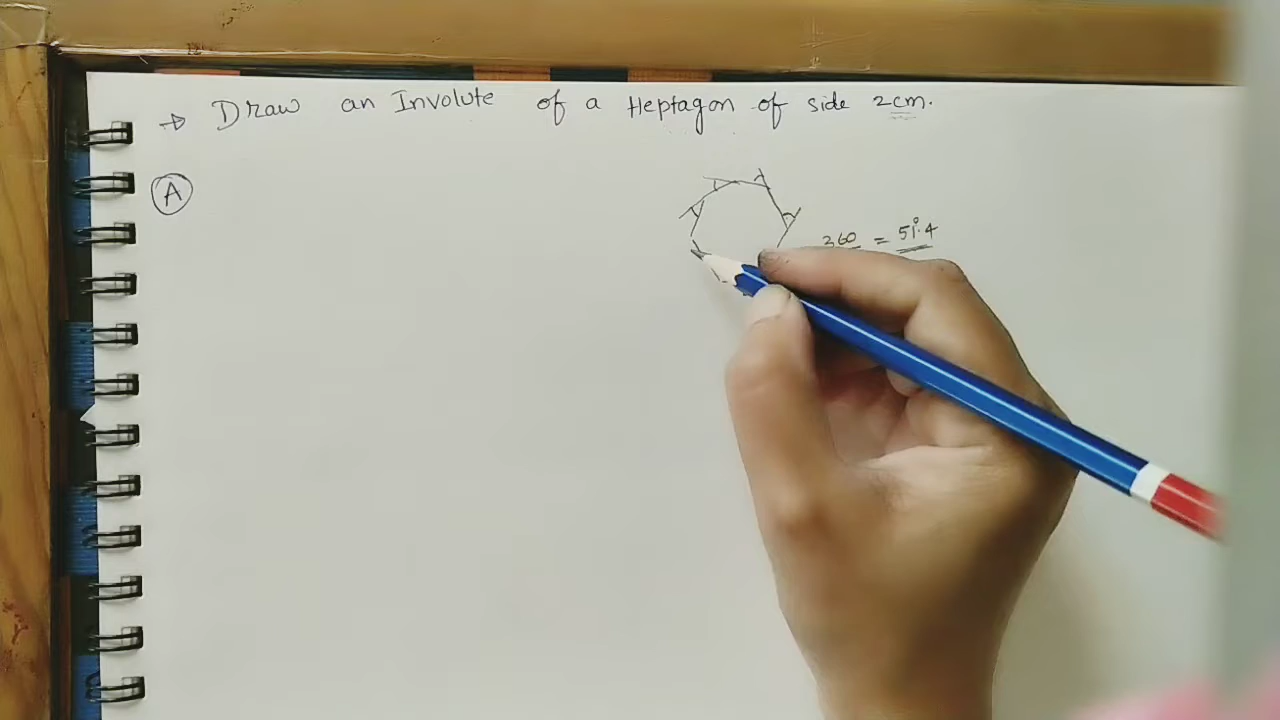 → Draw an Involute of a Heptagon of side 2cm.
A
360 = 51°.4